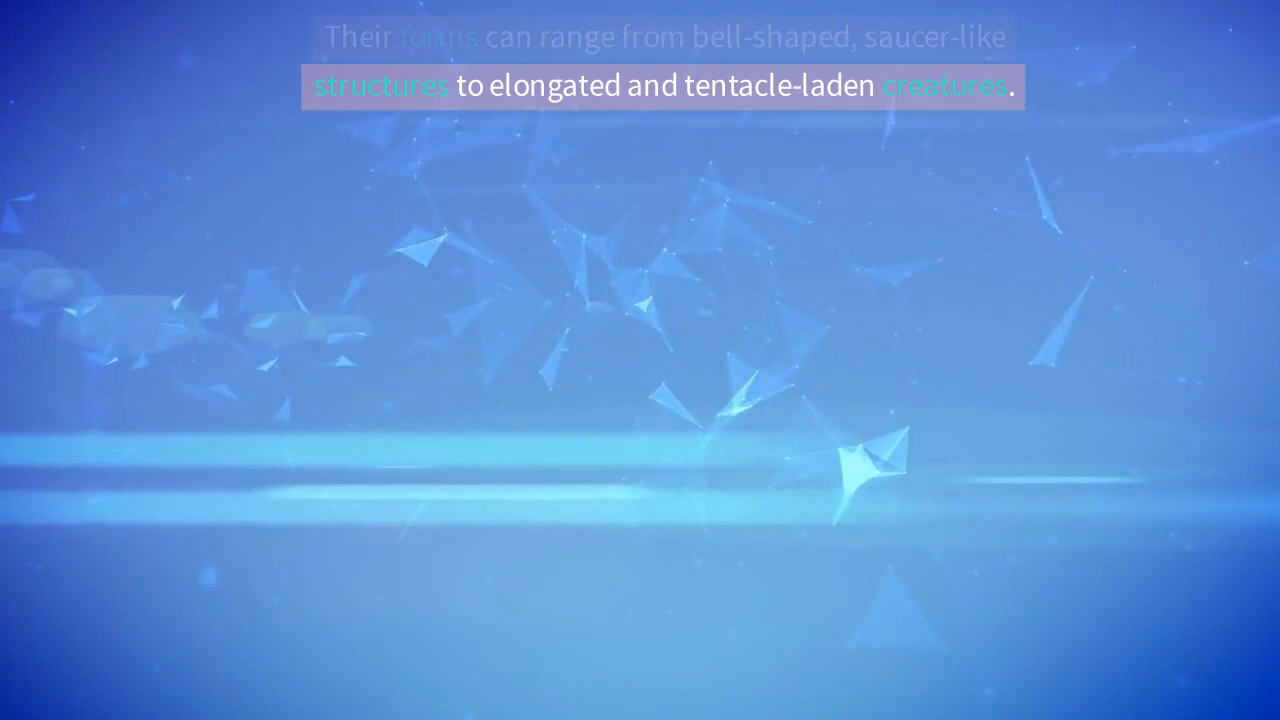 Their forms can range from bell-shaped, saucer-like
structures to elongated and tentacle-laden creatures.